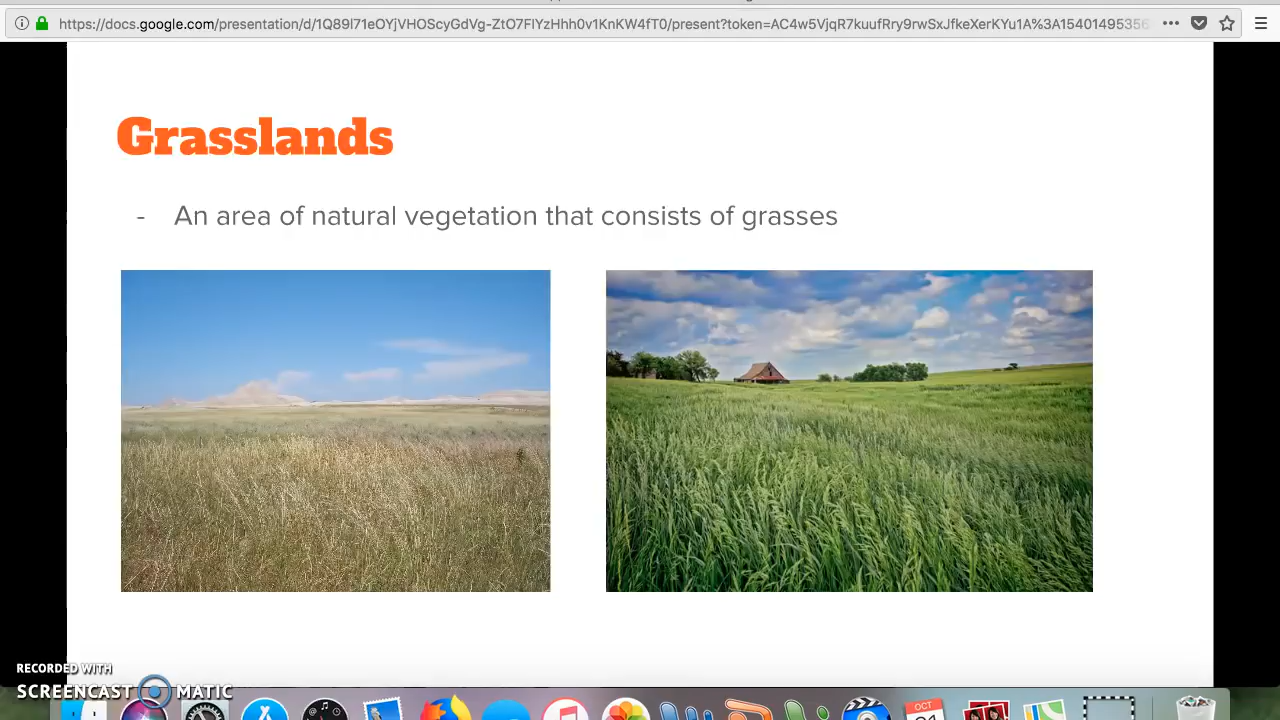 https://docs.google.com/presentation/d/1Q89l71eOYjVHOScyGdVg-ZtO7FlYzHhh0v1KnKW4fT0/present?token=AC4w5VjqR7kuufRry9rwSxJfkeXerKYu1A%3A15401495356
Grasslands
- An area of natural vegetation that consists of grasses
RECORDED WITH
SCREENCAST MATIC
OCT